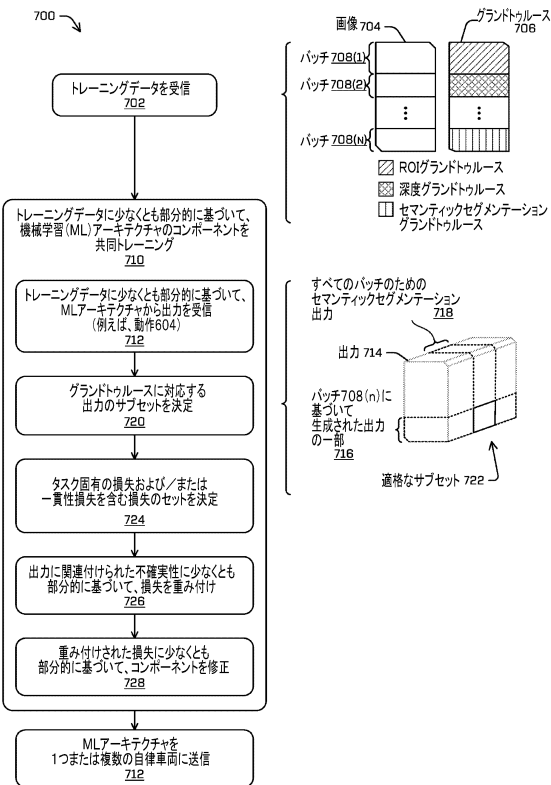 700
トレーニングデータを受信
702
画像704
グランドトゥルース
706
バッチ708(1)
バッチ708(2)
バッチ708(N)
ROIグランドトゥルース
深度グランドトゥルース
セマンティックセグメンテーション
グランドトゥルース
トレーニングデータに少なくとも部分的に基づいて、
機械学習(ML)アーキテクチャのコンポーネントを
共同トレーニング
710
トレーニングデータに少なくとも部分的に基づいて、
MLアーキテクチャから出力を受信
(例えば、動作604)
712
すべてのバッチのための
セマンティックセグメンテーション
出力
718
出力714
バッチ708(n)に
基づいて
生成された出力
の一部
716
適格なサブセット722
グランドトゥルースに対応する
出力のサブセットを決定
720
タスク固有の損失および/または
一貫性損失を含む損失のセットを決定
724
出力に関連付けられた不確実性に少なくとも
部分的に基づいて、損失を重み付け
726
重み付けされた損失に少なくとも
部分的に基づいて、コンポーネントを修正
728
MLアーキテクチャを
1つまたは複数の自律車両に送信
712